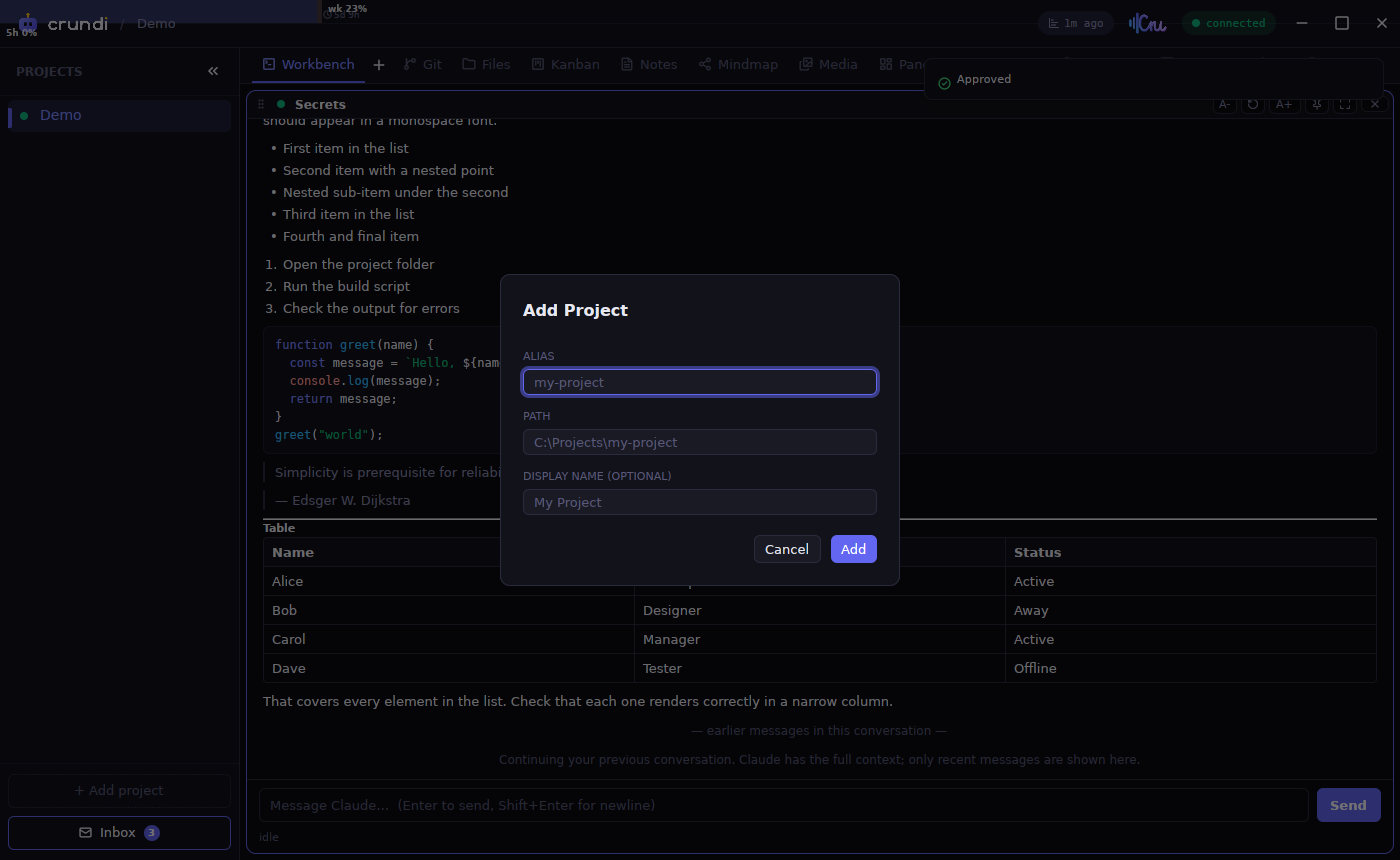 wk 23%
5d 9h
5h 0%
crundi / Demo
1m ago
Cru
connected
PROJECTS
Workbench
Git
Files
Kanban
Notes
Mindmap
Media
Approved
Demo
Secrets
A-
A+
should appear in a monospace font.
• First item in the list
• Second item with a nested point
• Nested sub-item under the second
• Third item in the list
• Fourth and final item
1. Open the project folder
2. Run the build script
3. Check the output for errors
function greet(name) {
const message = `Hello, ${nam
console.log(message);
return message;
}
greet("world");
Simplicity is prerequisite for reliabi
— Edsger W. Dijkstra
Table
Name Status
Alice Active
Bob Designer Away
Carol Manager Active
Dave Tester Offline
That covers every element in the list. Check that each one renders correctly in a narrow column.
— earlier messages in this conversation —
Continuing your previous conversation. Claude has the full context; only recent messages are shown here.
Add Project
ALIAS
my-project
PATH
C:\Projects\my-project
DISPLAY NAME (OPTIONAL)
My Project
Cancel
Add
+ Add project
Inbox 3
Message Claude... (Enter to send, Shift+Enter for newline)
Send
idle